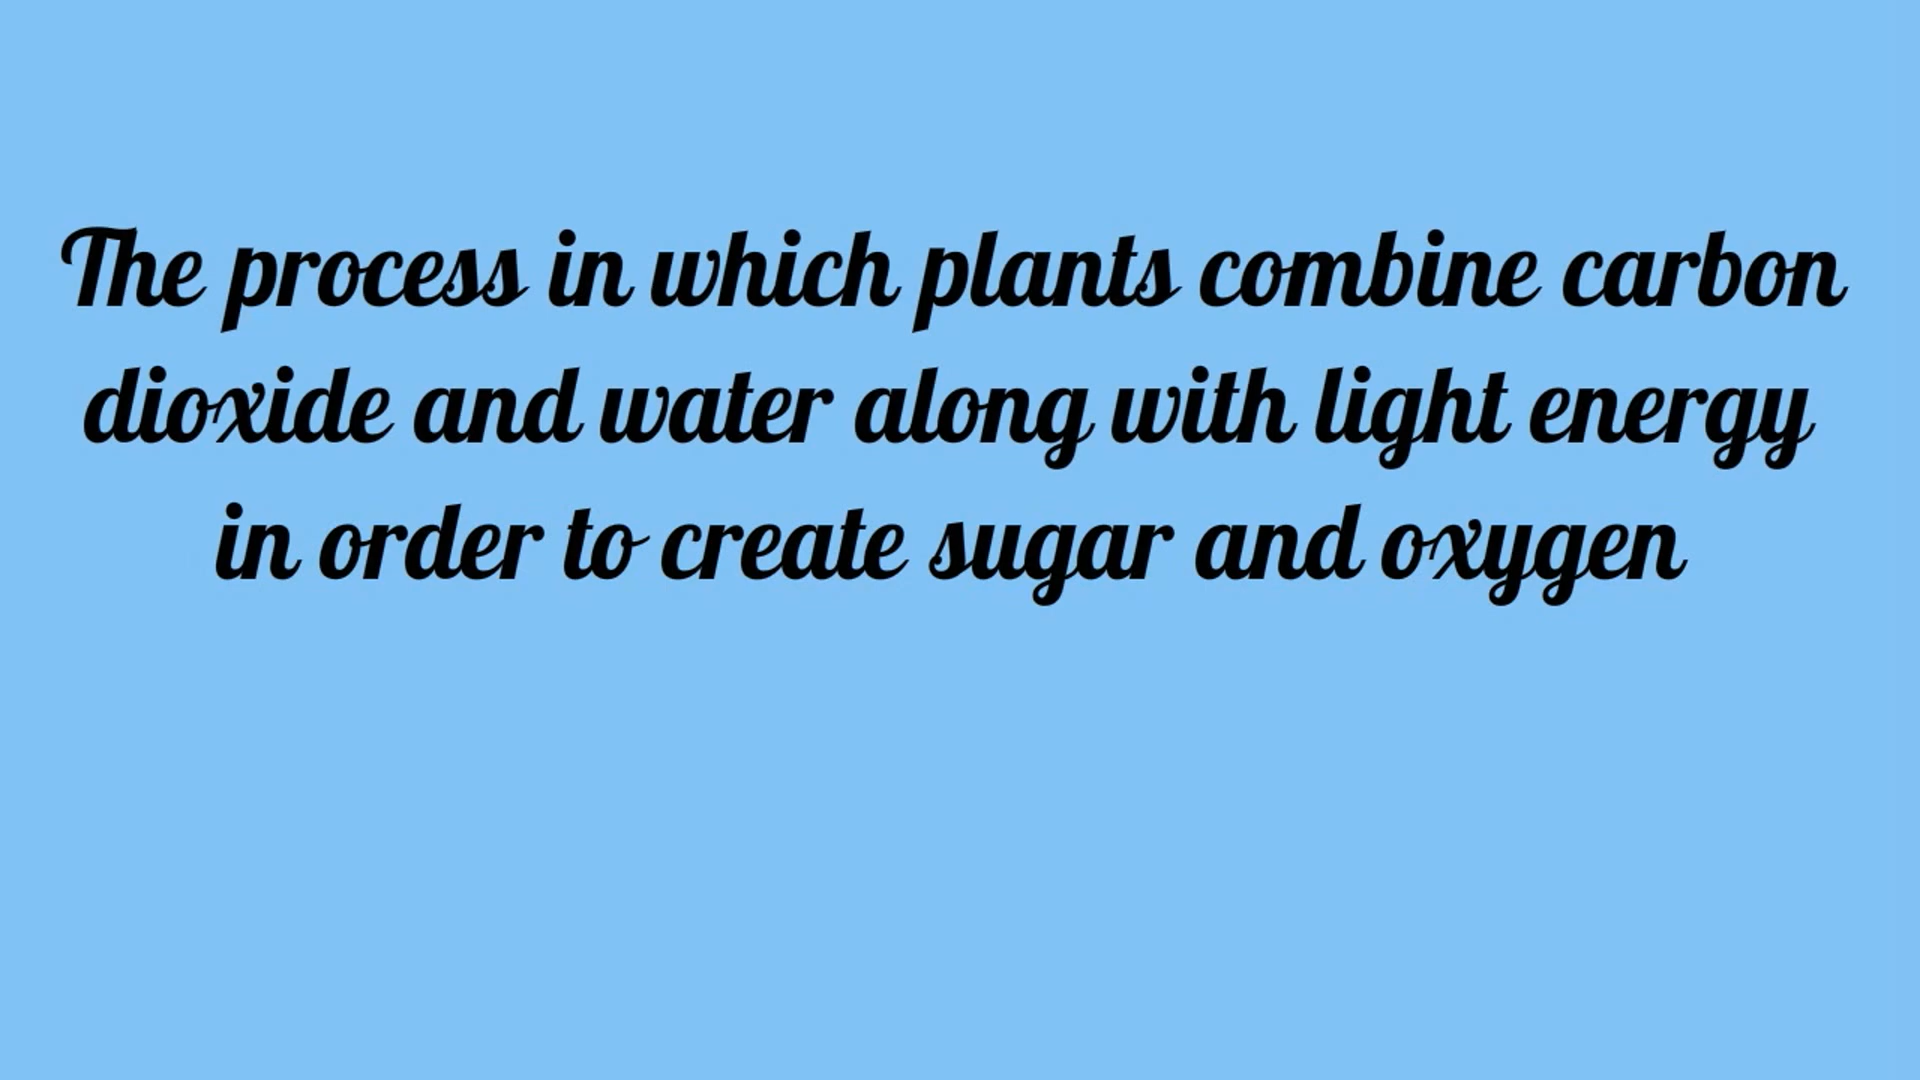 The process in which plants combine carbon
dioxide and water along with light energy
in order to create sugar and oxygen